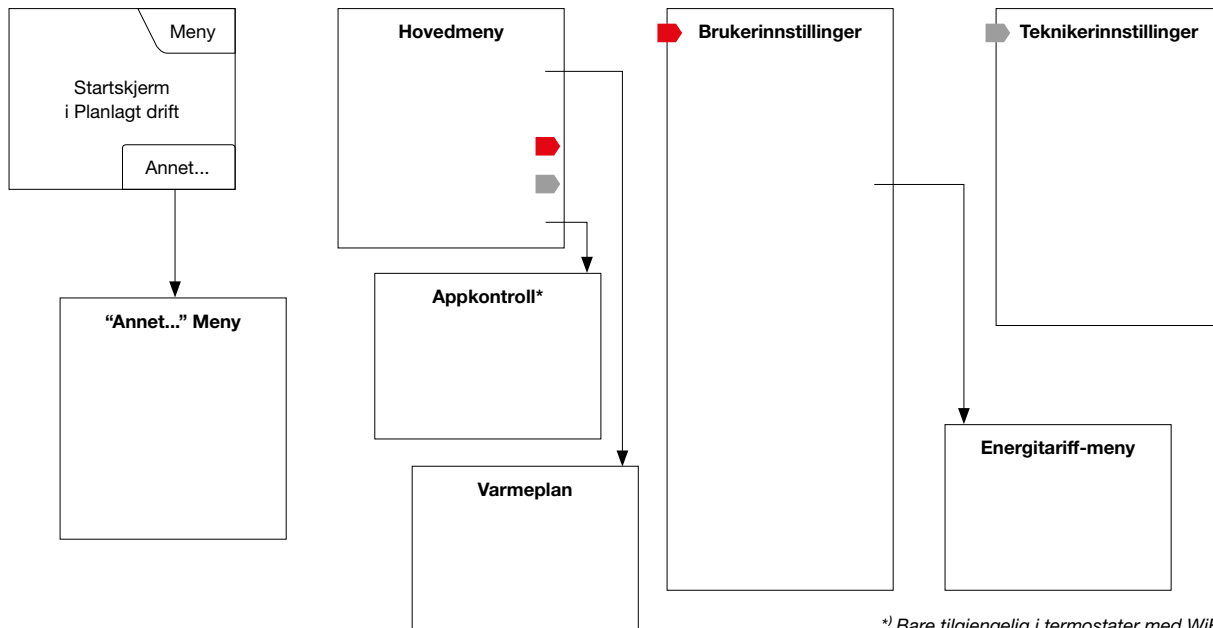 Meny
Startskjerm
i Planlagt drift
Annet...
"Annet..." Meny
Hovedmeny
Appkontroll*
Varmeplan
Brukerinnstillinger
Teknikerinnstillinger
Energitariff-meny
*) Bare tilgjengelig i termostater med